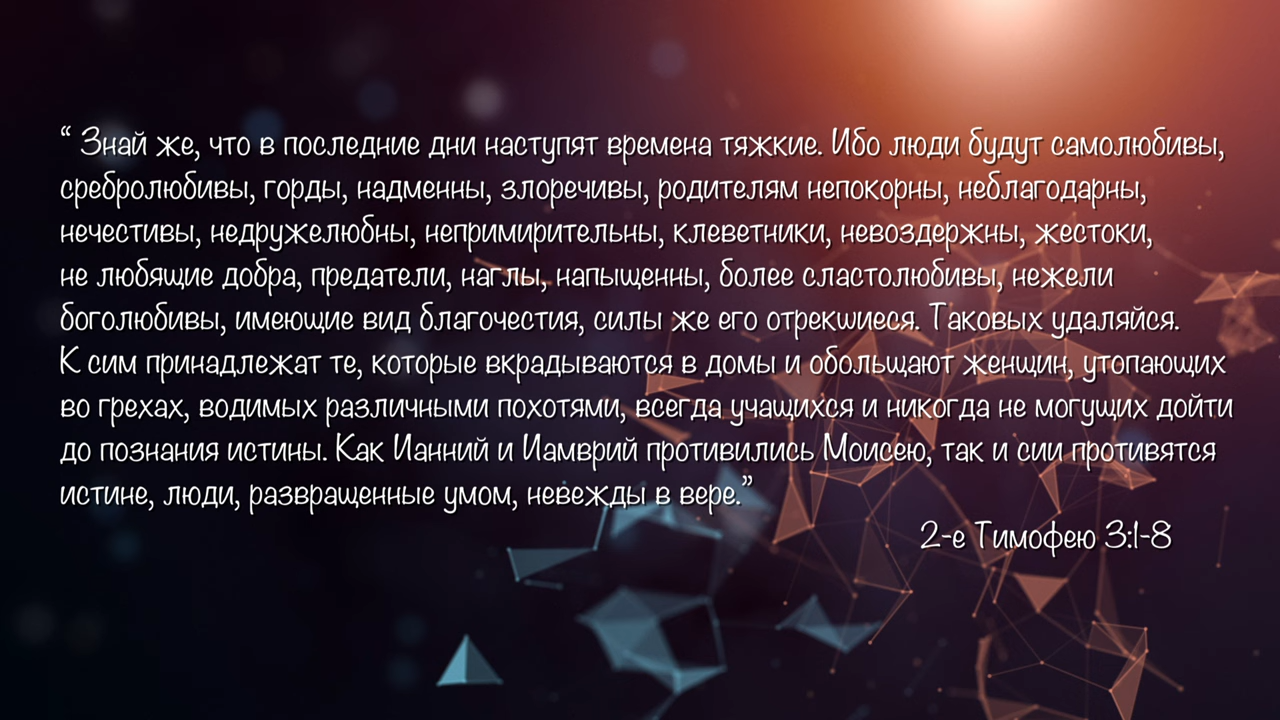 “ Знай же, что в последние дни наступят времена тяжкие. Ибо люди будут самолюбивы,
сребролюбивы, горды, надменны, злоречивы, родителям непокорны, неблагодарны,
нечестивы, недружелюбны, непримирительны, клеветники, невоздержны, жестоки,
не любящие добра, предатели, наглы, напыщенны, более сластолюбивы, нежели
боголюбивы, имеющие вид благочестия, силы же его отрекшиеся. Таковых удаляйся.
К сим принадлежат те, которые вкрадываются в домы и обольщают женщин, утопающих
во грехах, водимых различными похотями, всегда учащихся и никогда не могущих дойти
до познания истины. Как Ианний и Иамврий противились Моисею, так и сии противятся
истине, люди, развращенные умом, невежды в вере.”
2-е Тимофею 3:1-8